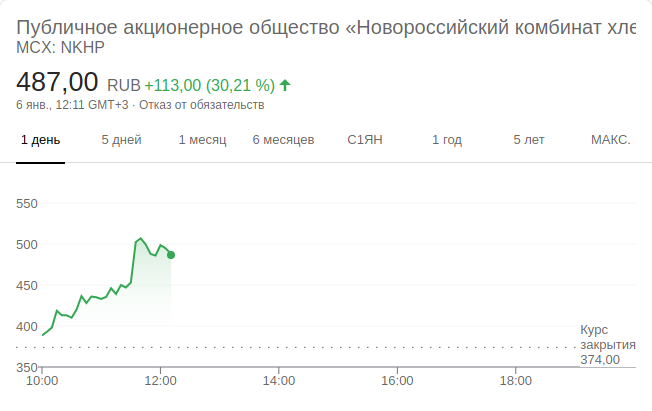 Публичное акционерное общество «Новороссийский комбинат хле
MCX: NKHP
487,00 RUB +113,00 (30,21 %)
6 янв., 12:11 GMT+3 · Отказ от обязательств
1 день 5 дней 1 месяц 6 месяцев С1ЯН 1 год 5 лет МАКС.
550
500
450
400
Курс
закрытия
374,00
350
10:00 12:00 14:00 16:00 18:00